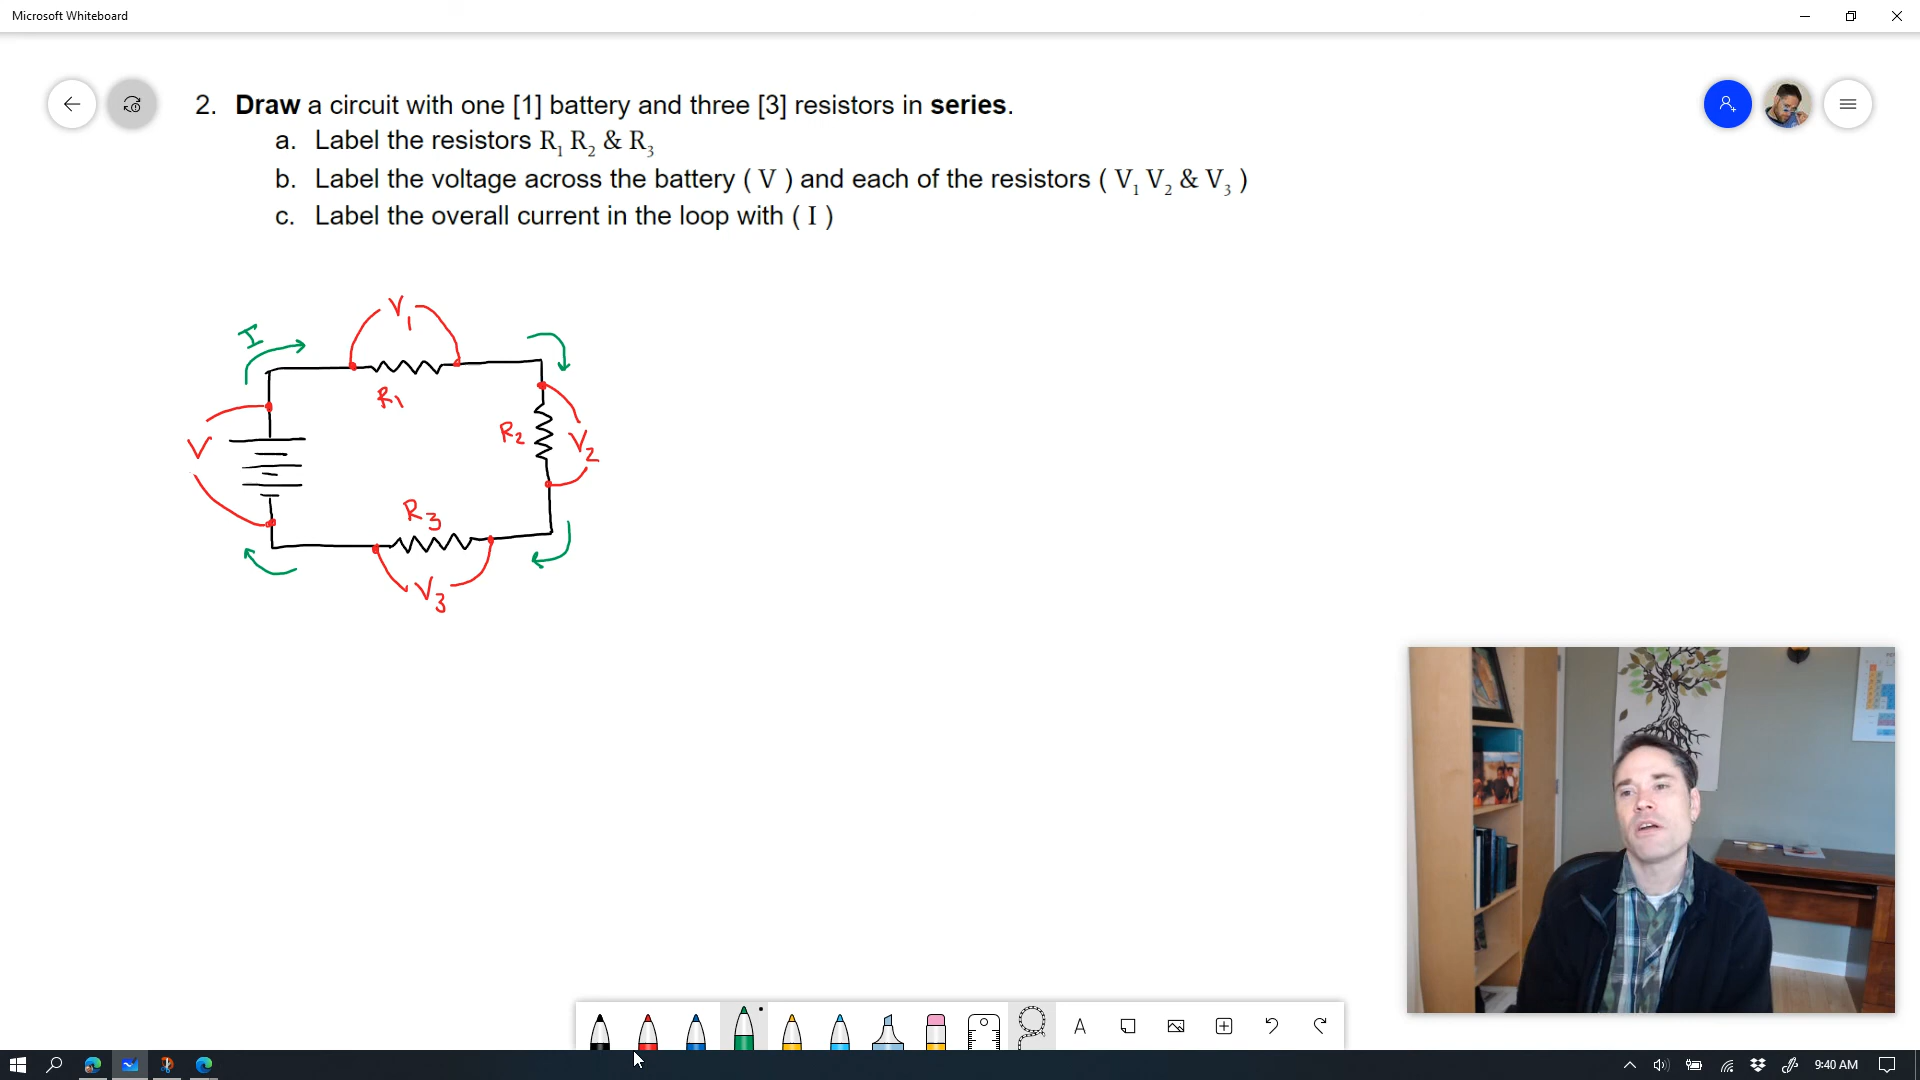 Microsoft Whiteboard
2. Draw a circuit with one [1] battery and three [3] resistors in series.
a. Label the resistors R₁ R₂ & R₃
b. Label the voltage across the battery ( V ) and each of the resistors ( V₁ V₂ & V₃ )
c. Label the overall current in the loop with ( I )
V₁
I
R₁
R₂
V
V₂
R₃
V₃
A
9:40 AM